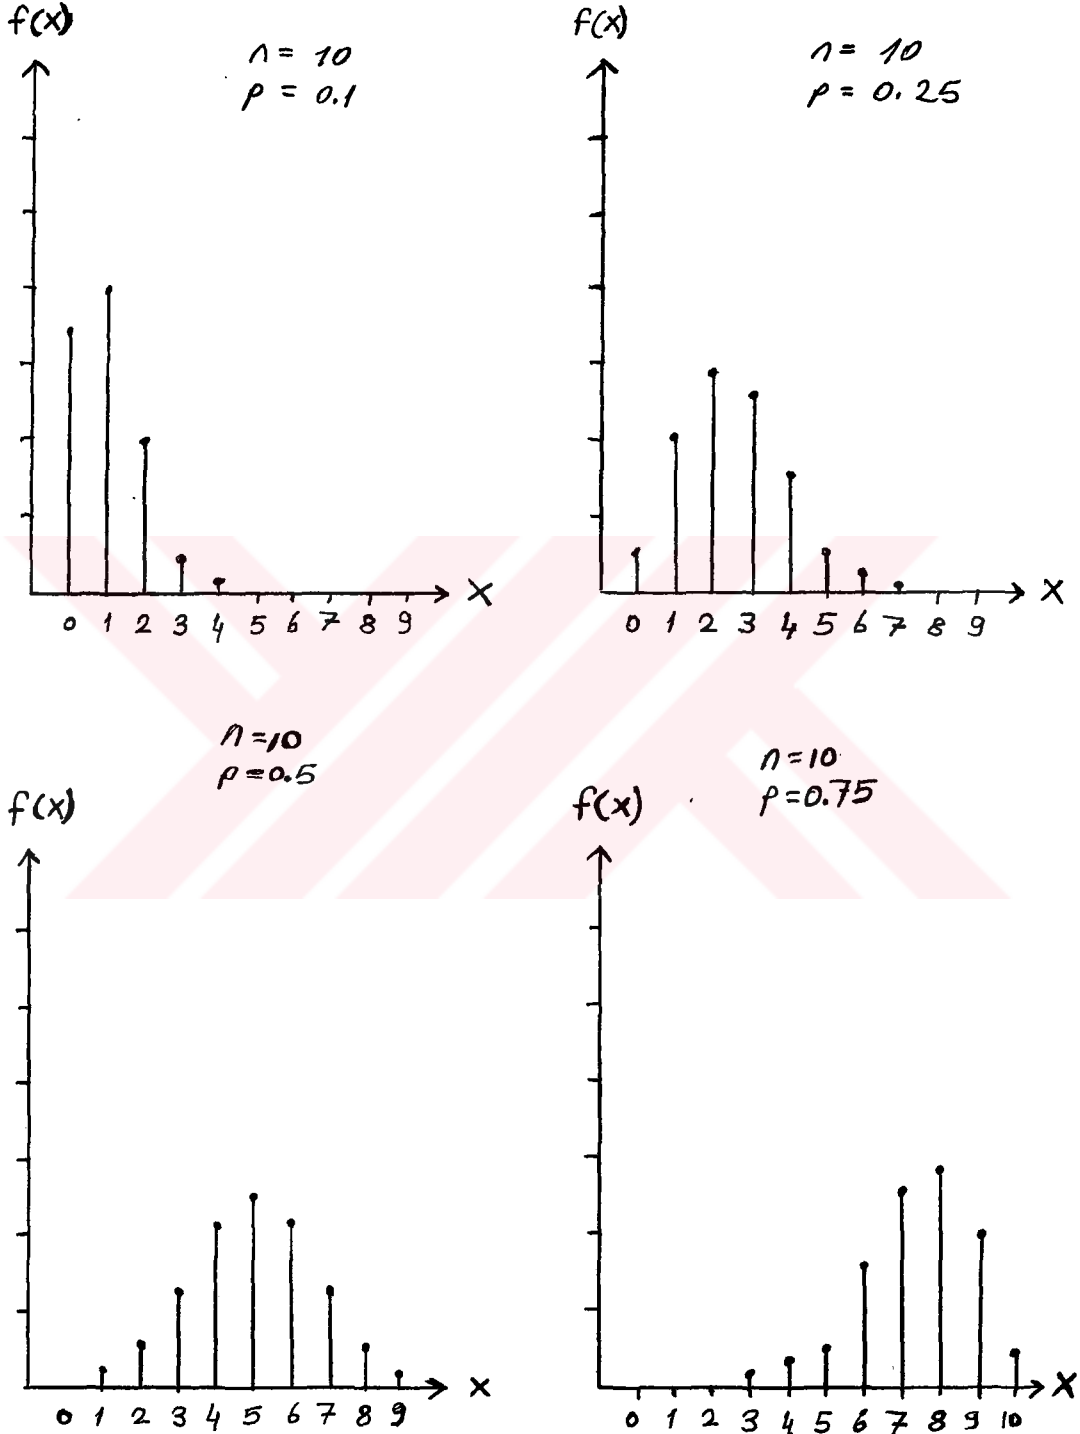 f(x)
n = 10
p = 0.1
x
0 1 2 3 4 5 6 7 8 9
f(x)
n = 10
p = 0.25
x
0 1 2 3 4 5 6 7 8 9
f(x)
n = 10
p = 0.5
x
0 1 2 3 4 5 6 7 8 9
f(x)
n = 10
p = 0.75
x
0 1 2 3 4 5 6 7 8 9 10